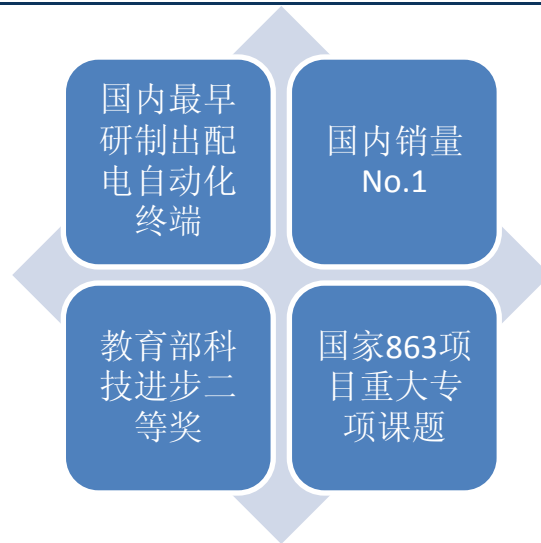 国内最早
研制出配
电自动化
终端
国内销量
No.1
教育部科
技进步二
等奖
国家863项
目重大专
项课题